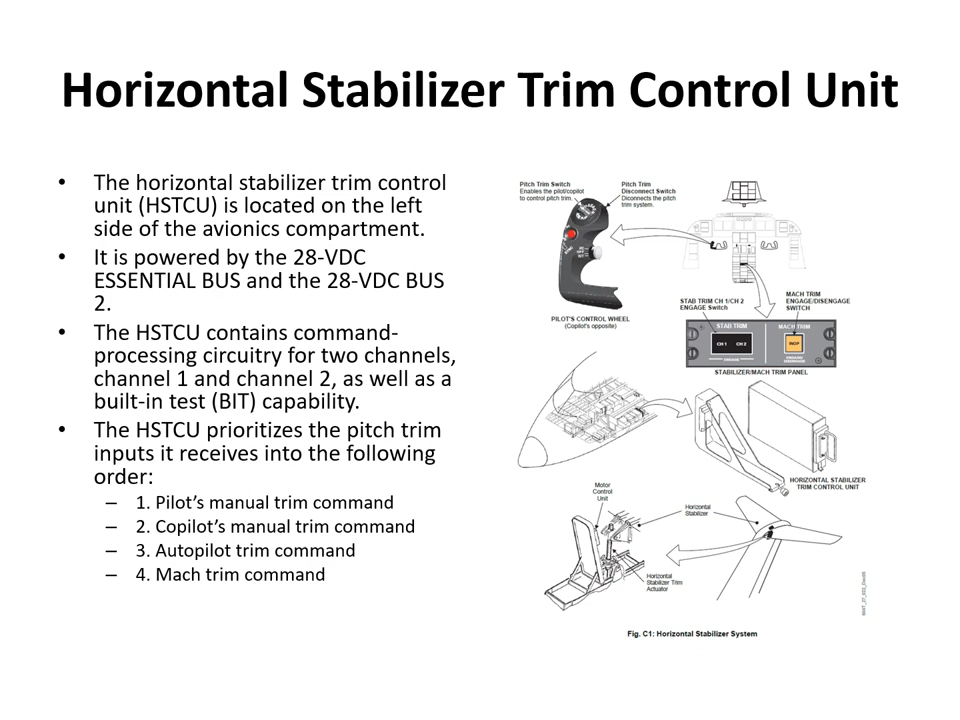 Horizontal Stabilizer Trim Control Unit
• The horizontal stabilizer trim control
unit (HSTCU) is located on the left
side of the avionics compartment.
• It is powered by the 28-VDC
ESSENTIAL BUS and the 28-VDC BUS
2.
• The HSTCU contains command-
processing circuitry for two channels,
channel 1 and channel 2, as well as a
built-in test (BIT) capability.
• The HSTCU prioritizes the pitch trim
inputs it receives into the following
order:
– 1. Pilot’s manual trim command
– 2. Copilot’s manual trim command
– 3. Autopilot trim command
– 4. Mach trim command
Pitch Trim Switch
Enables the pilot/copilot
to control pitch trim.
Pitch Trim
Disconnect Switch
Diconnects the pitch
trim system.
PILOT'S CONTROL WHEEL
(Copilot's opposite)
STAB TRIM CH 1/CH 2
ENGAGE Switch
MACH TRIM
ENGAGE/DISENGAGE
SWITCH
STAB TRIM
MACH TRIM
CH 1 CH 2
INOP
ENGAGE
ENGAGE
DISENGAGE
STABILIZER/MACH TRIM PANEL
HORIZONTAL STABILIZER
TRIM CONTROL UNIT
Motor
Control
Unit
Horizontal
Stabilizer
Horizontal
Stabilizer Trim
Actuator
Fig. C1: Horizontal Stabilizer System